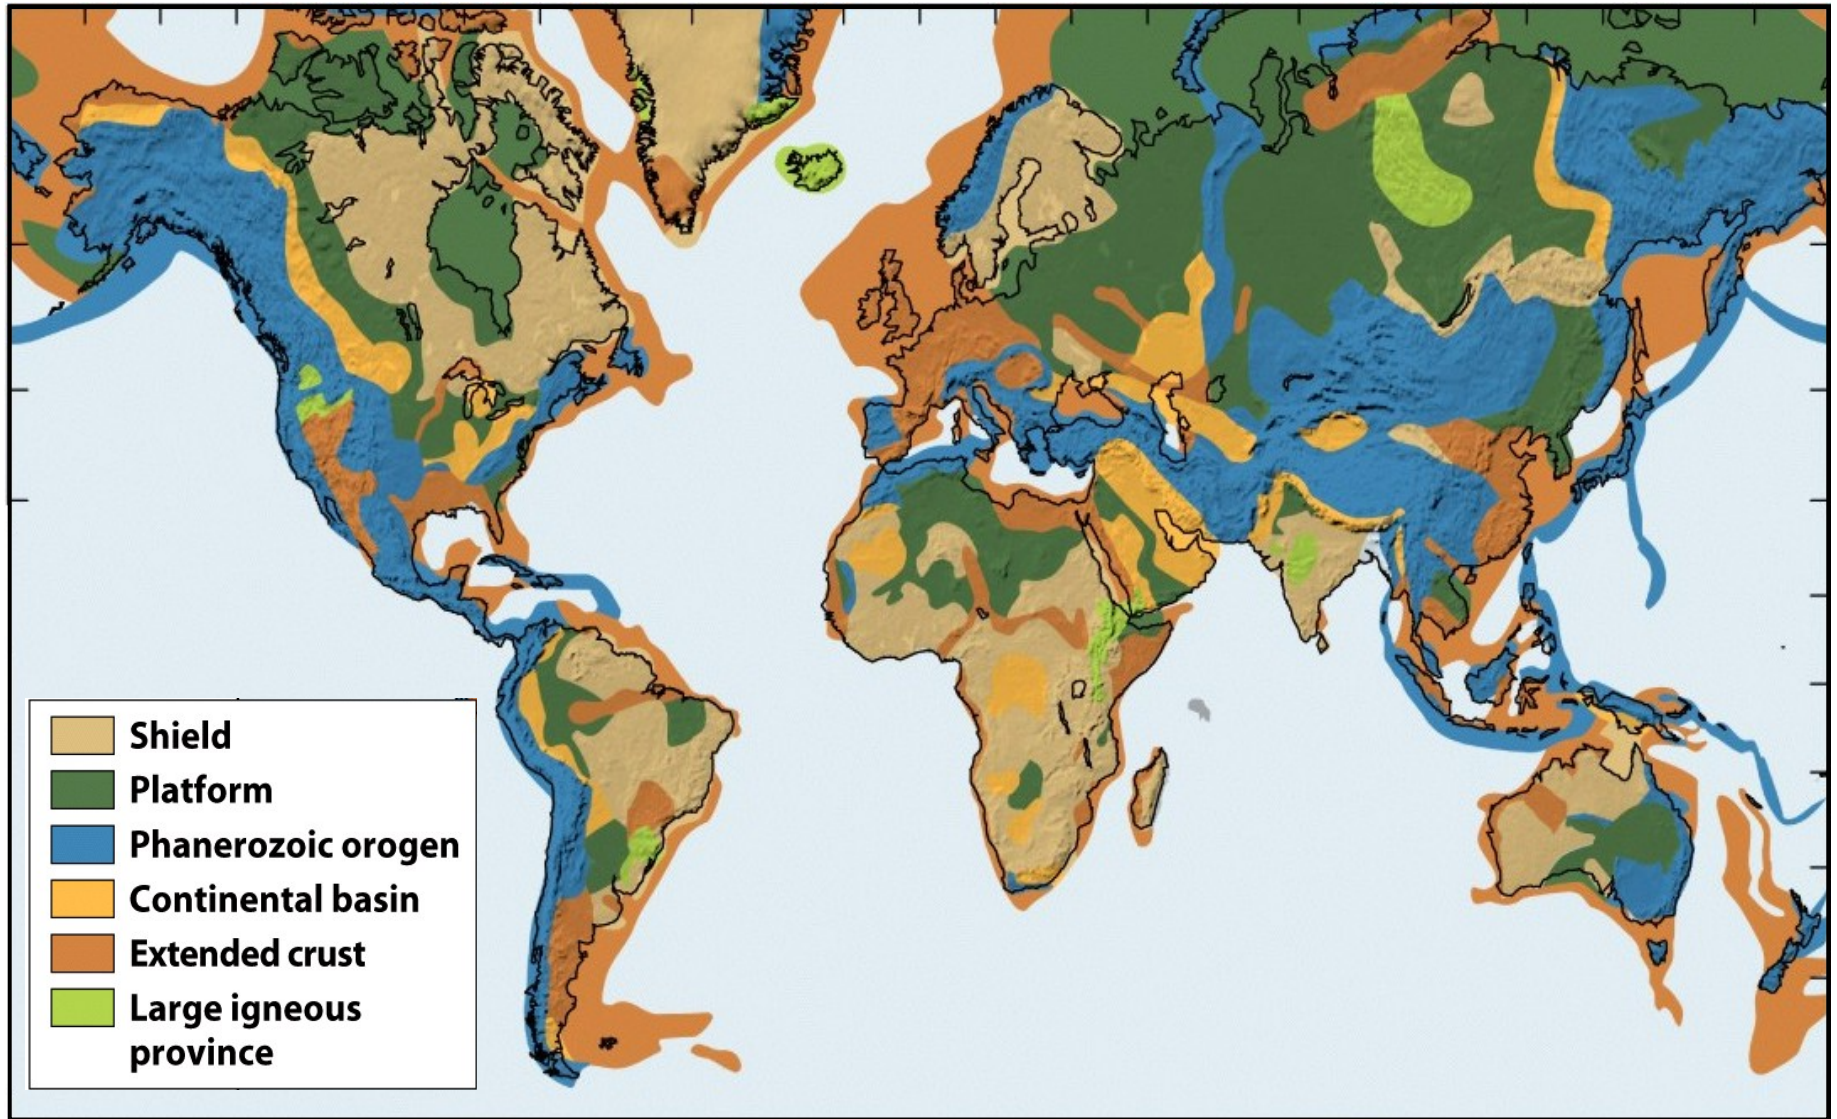 Shield
Platform
Phanerozoic orogen
Continental basin
Extended crust
Large igneous
province